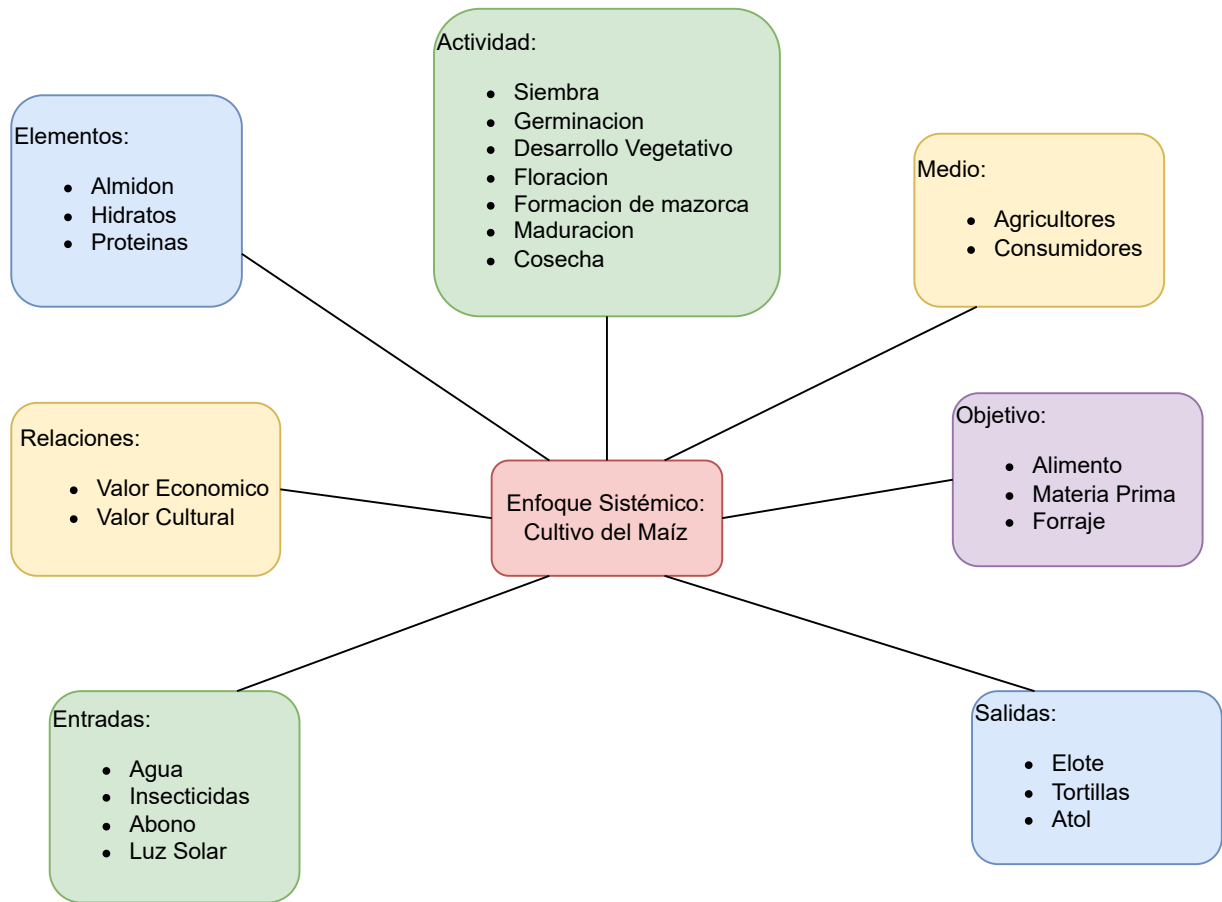 Actividad:
• Siembra
• Germinacion
• Desarrollo Vegetativo
• Floracion
• Formacion de mazorca
• Maduracion
• Cosecha
Elementos:
• Almidon
• Hidratos
• Proteinas
Medio:
• Agricultores
• Consumidores
Relaciones:
• Valor Economico
• Valor Cultural
Objetivo:
• Alimento
• Materia Prima
• Forraje
Enfoque Sistémico:
Cultivo del Maíz
Entradas:
• Agua
• Insecticidas
• Abono
• Luz Solar
Salidas:
• Elote
• Tortillas
• Atol